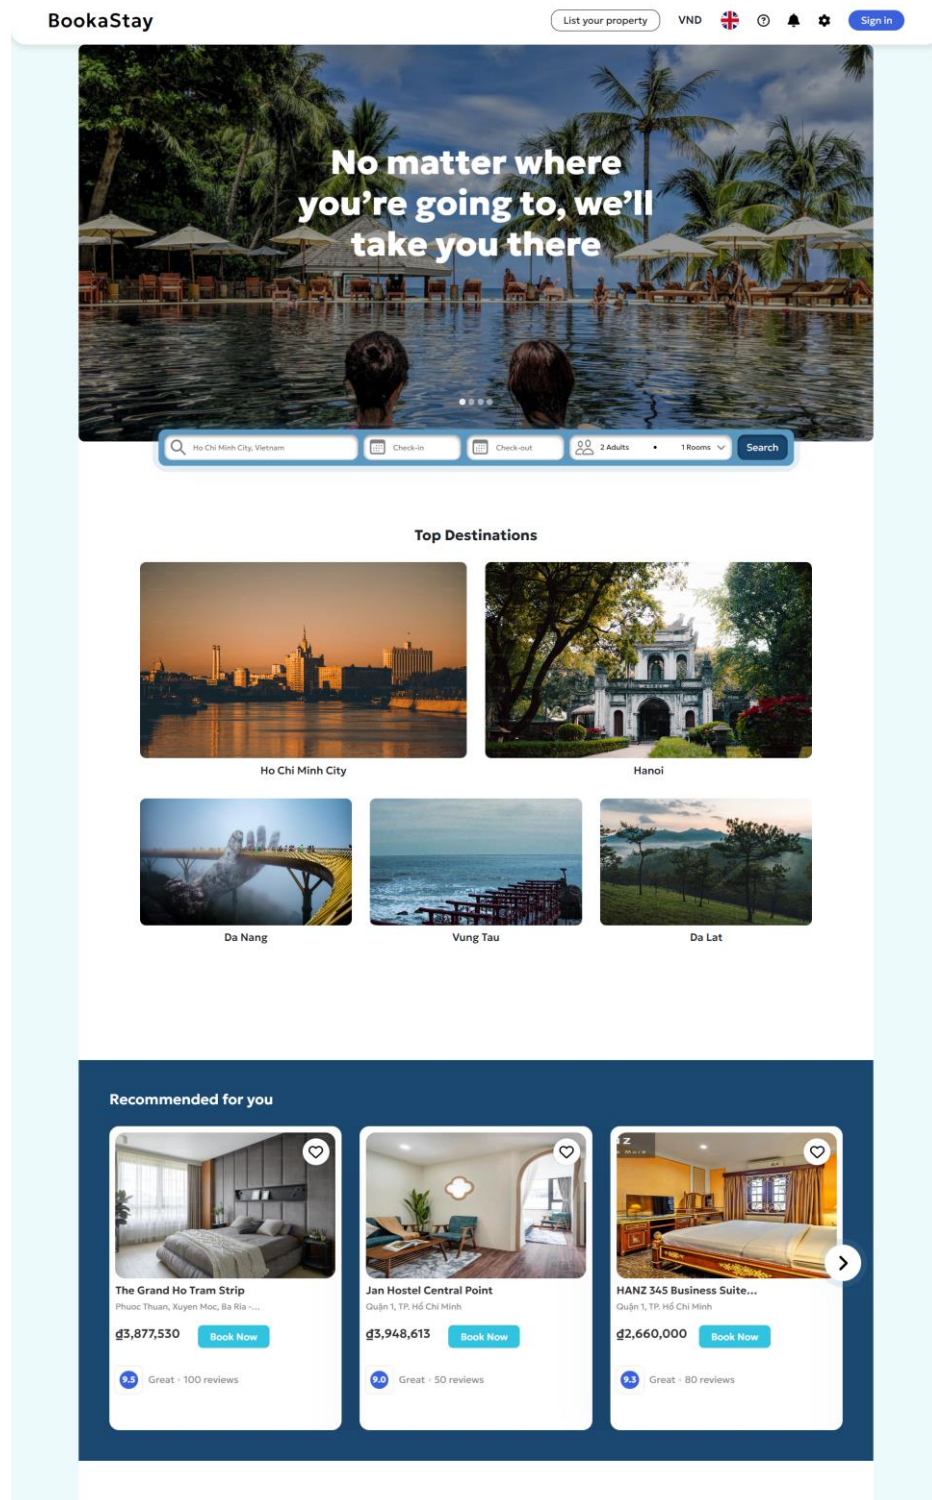 BookaStay
List your property
VND
Sign in
No matter where
you're going to, we'll
take you there
Ho Chi Minh City, Vietnam
Check-in
Check-out
2 Adults • 1 Rooms
Search
Top Destinations
Ho Chi Minh City
Hanoi
Da Nang
Vung Tau
Da Lat
Recommended for you
The Grand Ho Tram Strip
Phuoc Thuan, Xuyen Moc, Ba Ria -...
₫3,877,530
Book Now
9.5
Great • 100 reviews
Jan Hostel Central Point
Quận 1, TP. Hồ Chí Minh
₫3,948,613
Book Now
9.0
Great • 50 reviews
HANZ 345 Business Suite...
Quận 1, TP. Hồ Chí Minh
₫2,660,000
Book Now
9.3
Great • 80 reviews